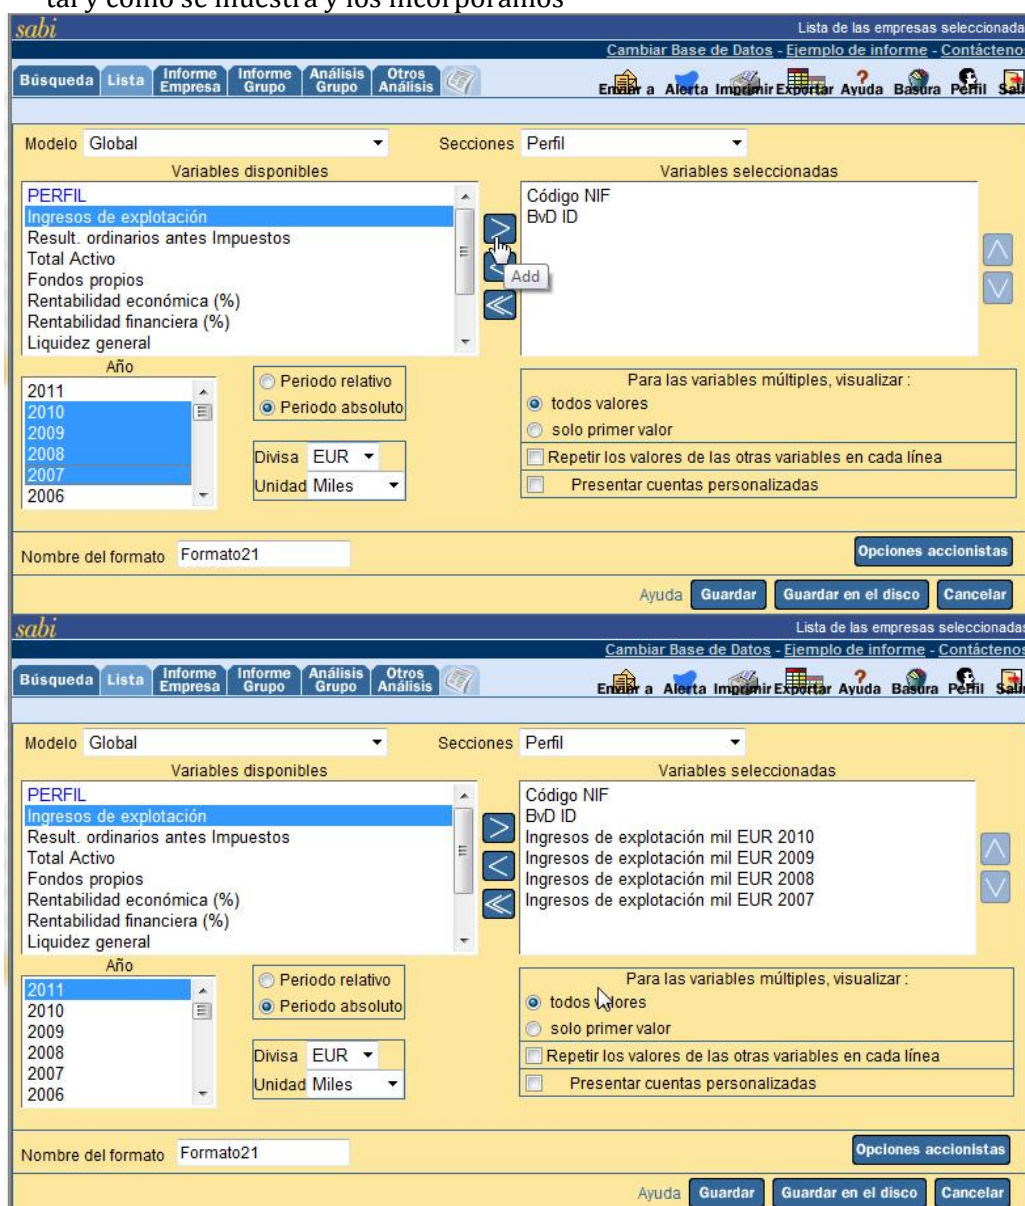 tal y como se muestra y los incorporamos
sabi
Lista de las empresas seleccionada
Cambiar Base de Datos - Ejemplo de informe - Contácteno
Búsqueda Lista Informe Empresa Informe Grupo Análisis Grupo Otros Análisis
Enviar a Alerta Imprimir Exportar Ayuda Basura Perfil Sali
Modelo Global Secciones Perfil
Variables disponibles Variables seleccionadas
PERFIL Código NIF
Ingresos de explotación BvD ID
Result. ordinarios antes Impuestos
Total Activo
Fondos propios Add
Rentabilidad económica (%)
Rentabilidad financiera (%)
Liquidez general
Año
2011 Periodo relativo Para las variables múltiples, visualizar :
2010 Periodo absoluto todos valores
2009 solo primer valor
2008 Divisa EUR Repetir los valores de las otras variables en cada línea
2007 Unidad Miles Presentar cuentas personalizadas
2006
Nombre del formato Formato21 Opciones accionistas
Ayuda Guardar Guardar en el disco Cancelar
sabi
Lista de las empresas seleccionadas
Cambiar Base de Datos - Ejemplo de informe - Contáctenos
Búsqueda Lista Informe Empresa Informe Grupo Análisis Grupo Otros Análisis
Enviar a Alerta Imprimir Exportar Ayuda Basura Perfil Sali
Modelo Global Secciones Perfil
Variables disponibles Variables seleccionadas
PERFIL Código NIF
Ingresos de explotación BvD ID
Result. ordinarios antes Impuestos Ingresos de explotación mil EUR 2010
Total Activo Ingresos de explotación mil EUR 2009
Fondos propios Ingresos de explotación mil EUR 2008
Rentabilidad económica (%) Ingresos de explotación mil EUR 2007
Rentabilidad financiera (%)
Liquidez general
Año
2011 Periodo relativo Para las variables múltiples, visualizar :
2010 Periodo absoluto todos valores
2009 solo primer valor
2008 Divisa EUR Repetir los valores de las otras variables en cada línea
2007 Unidad Miles Presentar cuentas personalizadas
2006
Nombre del formato Formato21 Opciones accionistas
Ayuda Guardar Guardar en el disco Cancelar